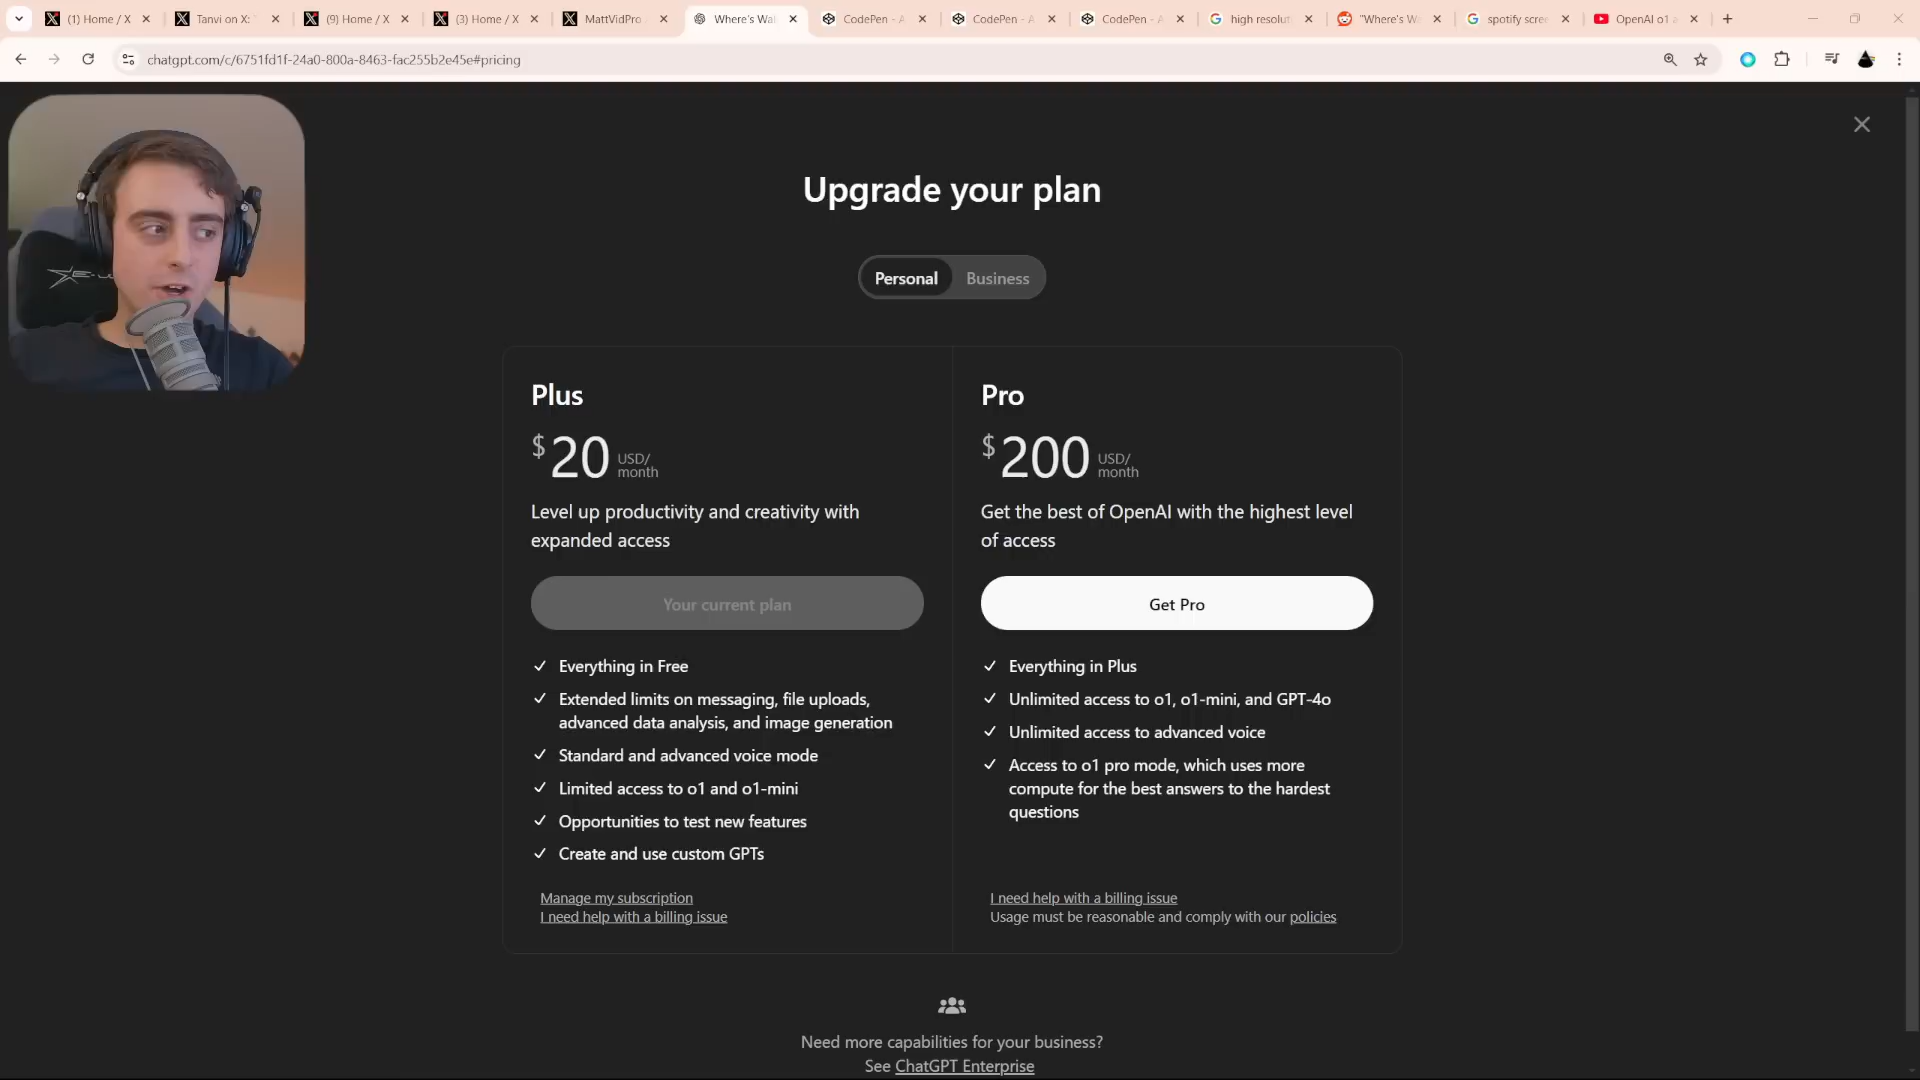 (1) Home / X
Tanvi on X:
(9) Home / X
(3) Home / X
MattVidPro
Where's Wal
CodePen - A
CodePen - A
CodePen - A
high resolut
"Where's W
spotify scree
OpenAI o1 a
chatgpt.com/c/6751fd1f-24a0-800a-8463-fac255b2e45e#pricing
Upgrade your plan
Personal
Business
Plus
$20 USD/
month
Level up productivity and creativity with
expanded access
Your current plan
Everything in Free
Extended limits on messaging, file uploads,
advanced data analysis, and image generation
Standard and advanced voice mode
Limited access to o1 and o1-mini
Opportunities to test new features
Create and use custom GPTs
Manage my subscription
I need help with a billing issue
Pro
$200 USD/
month
Get the best of OpenAI with the highest level
of access
Get Pro
Everything in Plus
Unlimited access to o1, o1-mini, and GPT-4o
Unlimited access to advanced voice
Access to o1 pro mode, which uses more
compute for the best answers to the hardest
questions
I need help with a billing issue
Usage must be reasonable and comply with our policies
Need more capabilities for your business?
See ChatGPT Enterprise